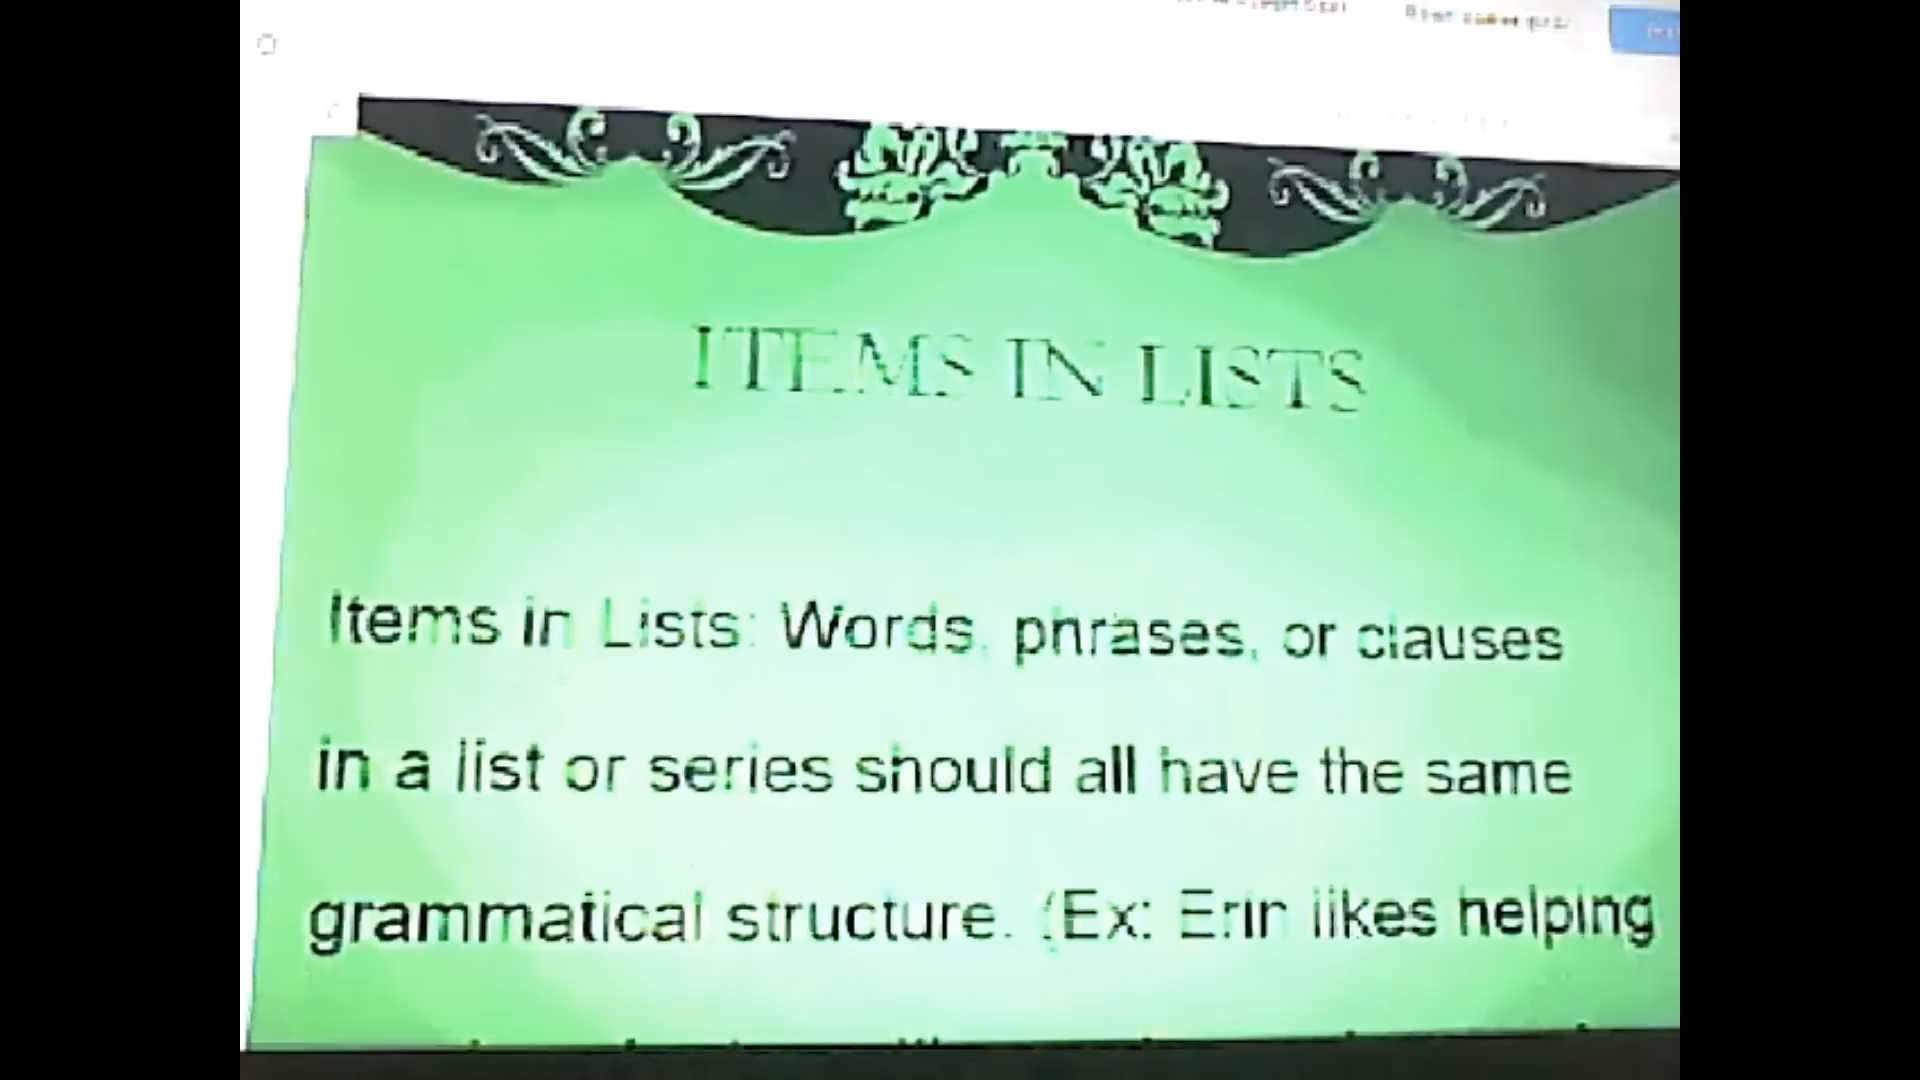 ITEMS IN LISTS
Items in Lists: Words, phrases, or clauses
in a list or series should all have the same
grammatical structure. (Ex: Erin likes helping